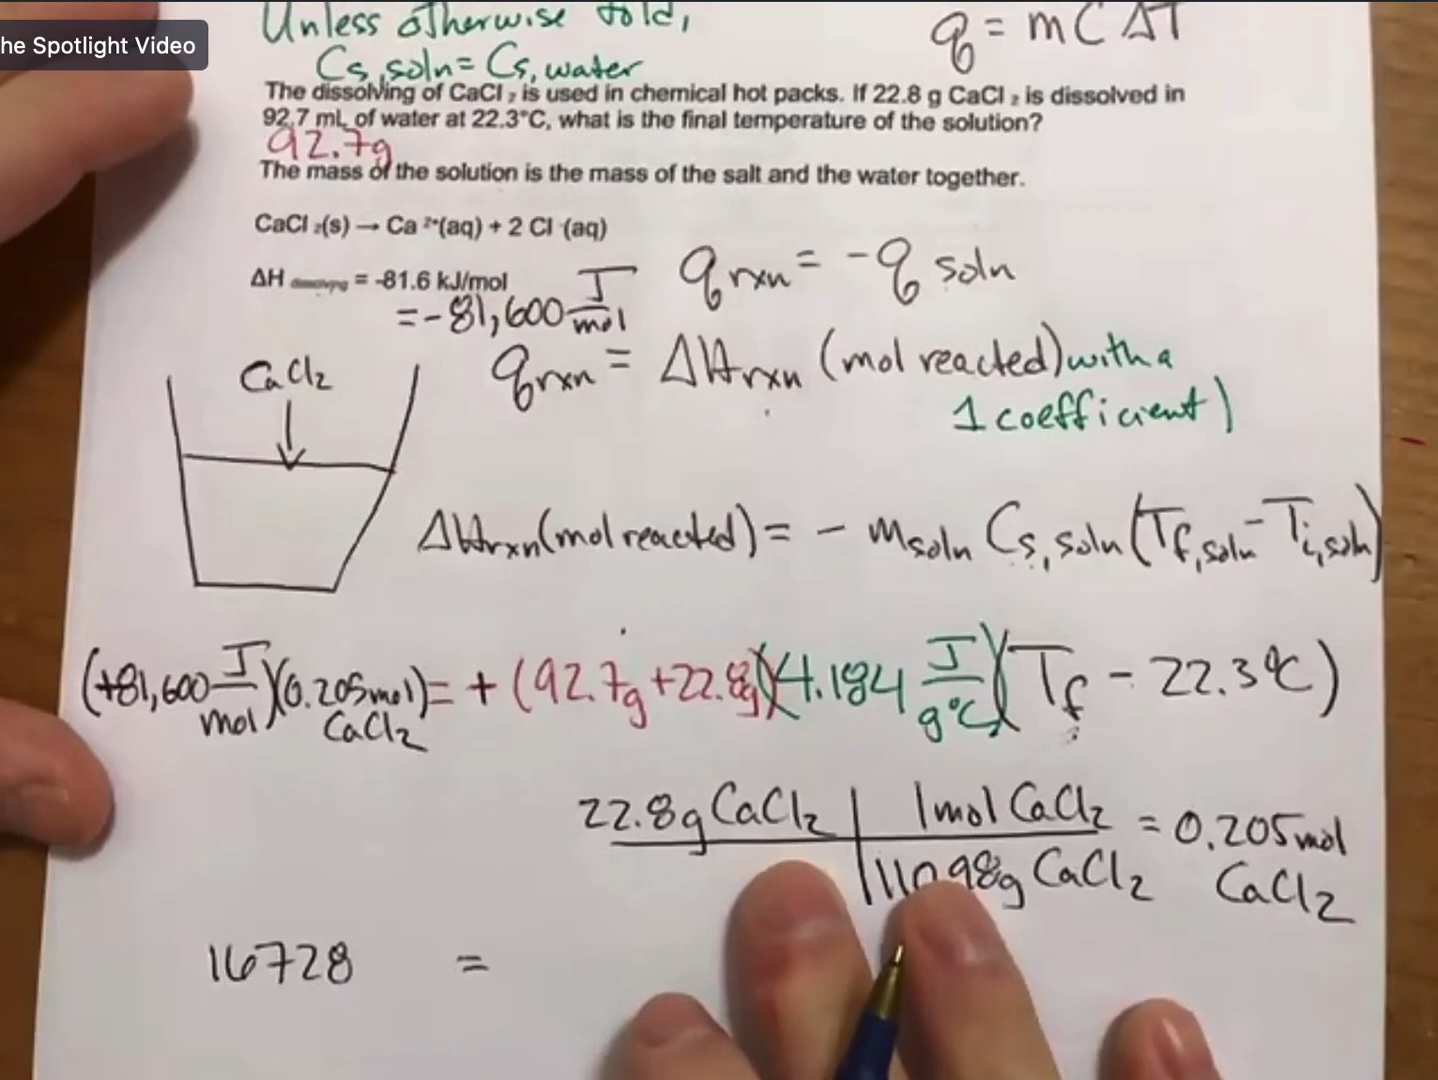 he Spotlight Video
Unless otherwise told,
Cs,soln = Cs,water
q = mCΔT
The dissolving of CaCl₂ is used in chemical hot packs. If 22.8 g CaCl₂ is dissolved in
92.7 mL of water at 22.3°C, what is the final temperature of the solution?
92.7g
The mass of the solution is the mass of the salt and the water together.
CaCl₂(s) → Ca²⁺(aq) + 2 Cl⁻(aq)
ΔH dissolving = -81.6 kJ/mol
= -81,600 J/mol
qrxn = -q soln
qrxn = ΔHrxn (mol reacted) with a
1 coefficient)
CaCl₂
ΔHrxn(mol reacted) = - msoln Cs,soln (Tf,soln - Ti,soln)
(+81,600 J/mol)(0.205 mol CaCl₂) = + (92.7g + 22.8g)(4.184 J/g°C)(Tf - 22.3°C)
22.8g CaCl₂ | 1 mol CaCl₂ = 0.205 mol
110.98g CaCl₂ CaCl₂
16728 =